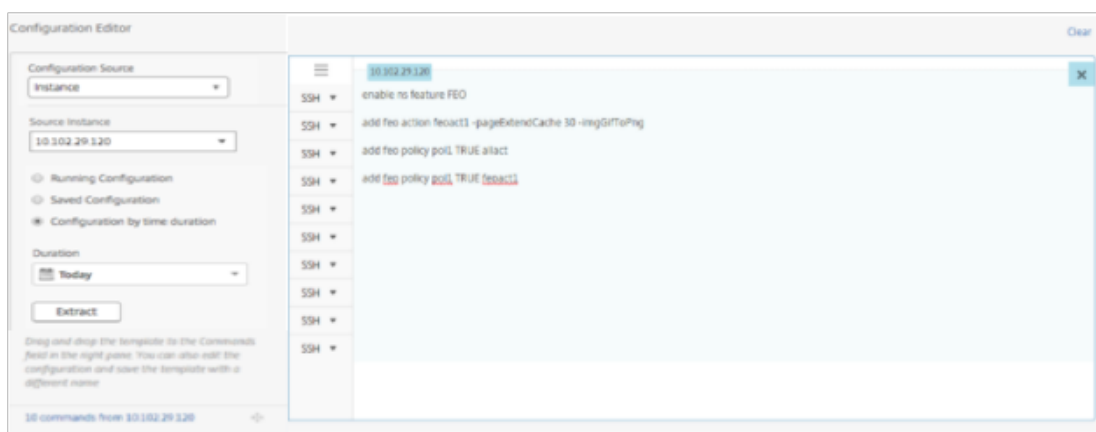 Configuration Editor
Clear
Configuration Source
Instance
Source Instance
10.102.29.120
Running Configuration
Saved Configuration
Configuration by time duration
Duration
Today
Extract
Drag and drop the template to the Commands
field in the right pane. You can also edit the
configuration and save the template with a
different name
10 commands from 10.102.29.120
10.102.29.120
SSH enable ns feature FEO
SSH add feo action feoact1 -pageExtendCache 30 -imgGifToPng
SSH add feo policy pol1 TRUE allact
SSH add feo policy pol1 TRUE feoact1
SSH
SSH
SSH
SSH
SSH
SSH